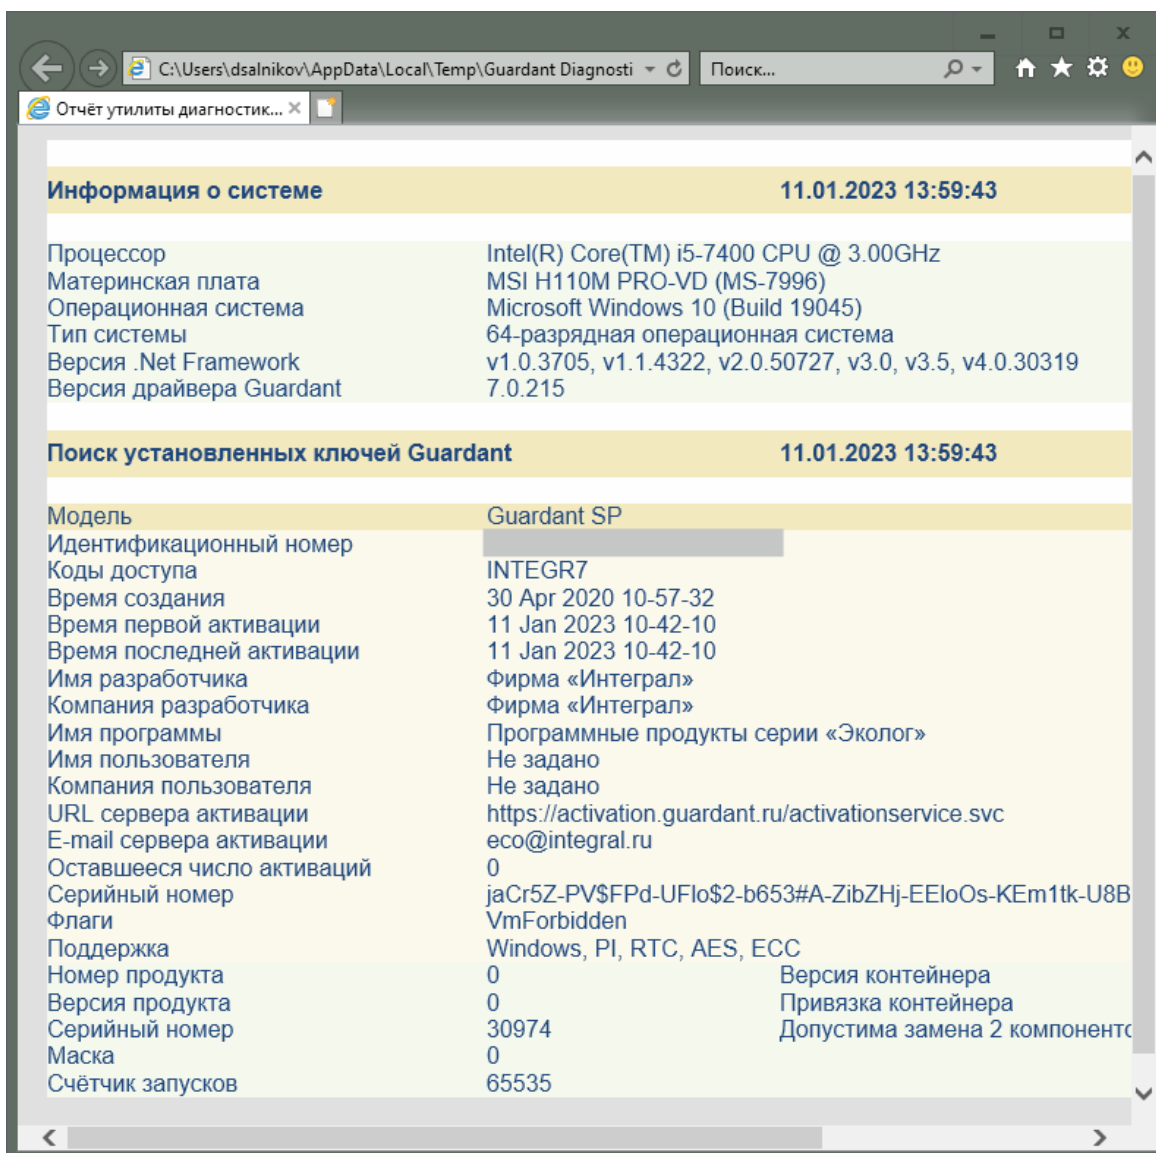 C:\Users\dsalnikov\AppData\Local\Temp\Guardant Diagnosti
Поиск...
Отчёт утилиты диагностик...
Информация о системе 11.01.2023 13:59:43
Процессор Intel(R) Core(TM) i5-7400 CPU @ 3.00GHz
Материнская плата MSI H110M PRO-VD (MS-7996)
Операционная система Microsoft Windows 10 (Build 19045)
Тип системы 64-разрядная операционная система
Версия .Net Framework v1.0.3705, v1.1.4322, v2.0.50727, v3.0, v3.5, v4.0.30319
Версия драйвера Guardant 7.0.215
Поиск установленных ключей Guardant 11.01.2023 13:59:43
Модель Guardant SP
Идентификационный номер
Коды доступа INTEGR7
Время создания 30 Apr 2020 10-57-32
Время первой активации 11 Jan 2023 10-42-10
Время последней активации 11 Jan 2023 10-42-10
Имя разработчика Фирма «Интеграл»
Компания разработчика Фирма «Интеграл»
Имя программы Программные продукты серии «Эколог»
Имя пользователя Не задано
Компания пользователя Не задано
URL сервера активации https://activation.guardant.ru/activationservice.svc
E-mail сервера активации eco@integral.ru
Оставшееся число активаций 0
Серийный номер jaCr5Z-PV$FPd-UFlo$2-b653#A-ZibZHj-EEloOs-KEm1tk-U8B
Флаги VmForbidden
Поддержка Windows, PI, RTC, AES, ECC
Номер продукта 0 Версия контейнера
Версия продукта 0 Привязка контейнера
Серийный номер 30974 Допустима замена 2 компоненто
Маска 0
Счётчик запусков 65535